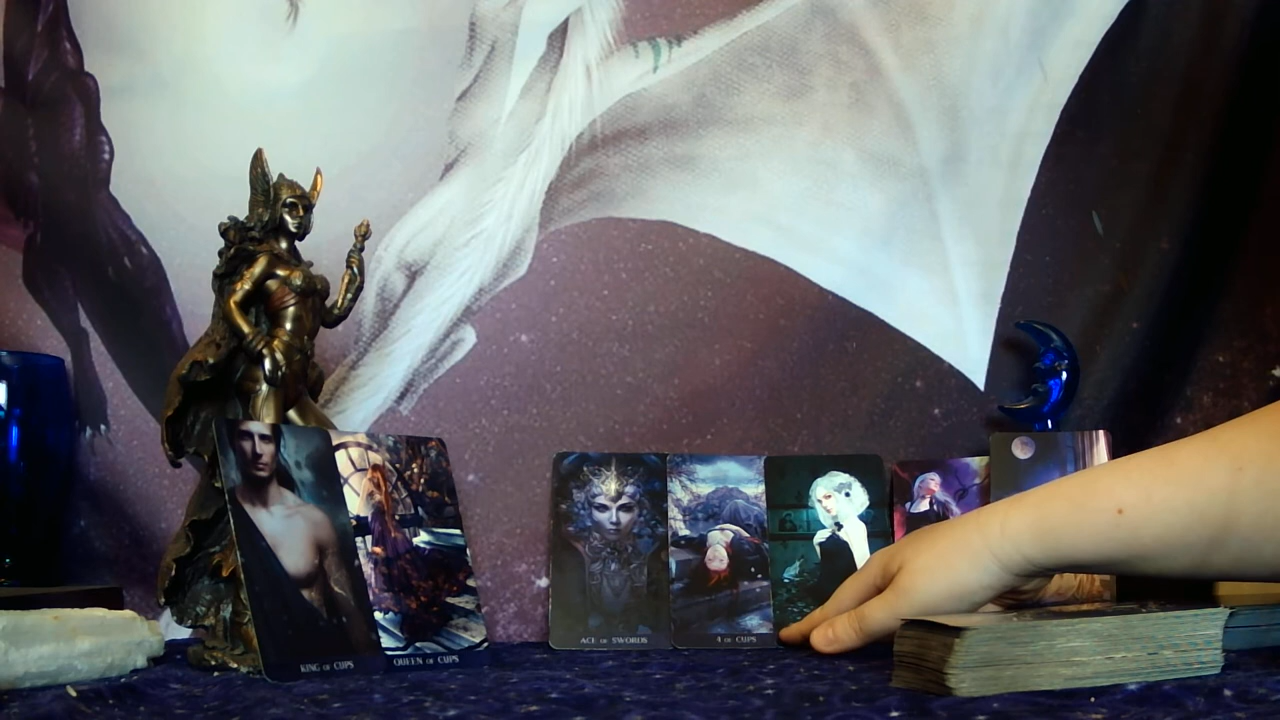 KING OF CUPS
QUEEN OF CUPS
ACE OF SWORDS
4 OF CUPS